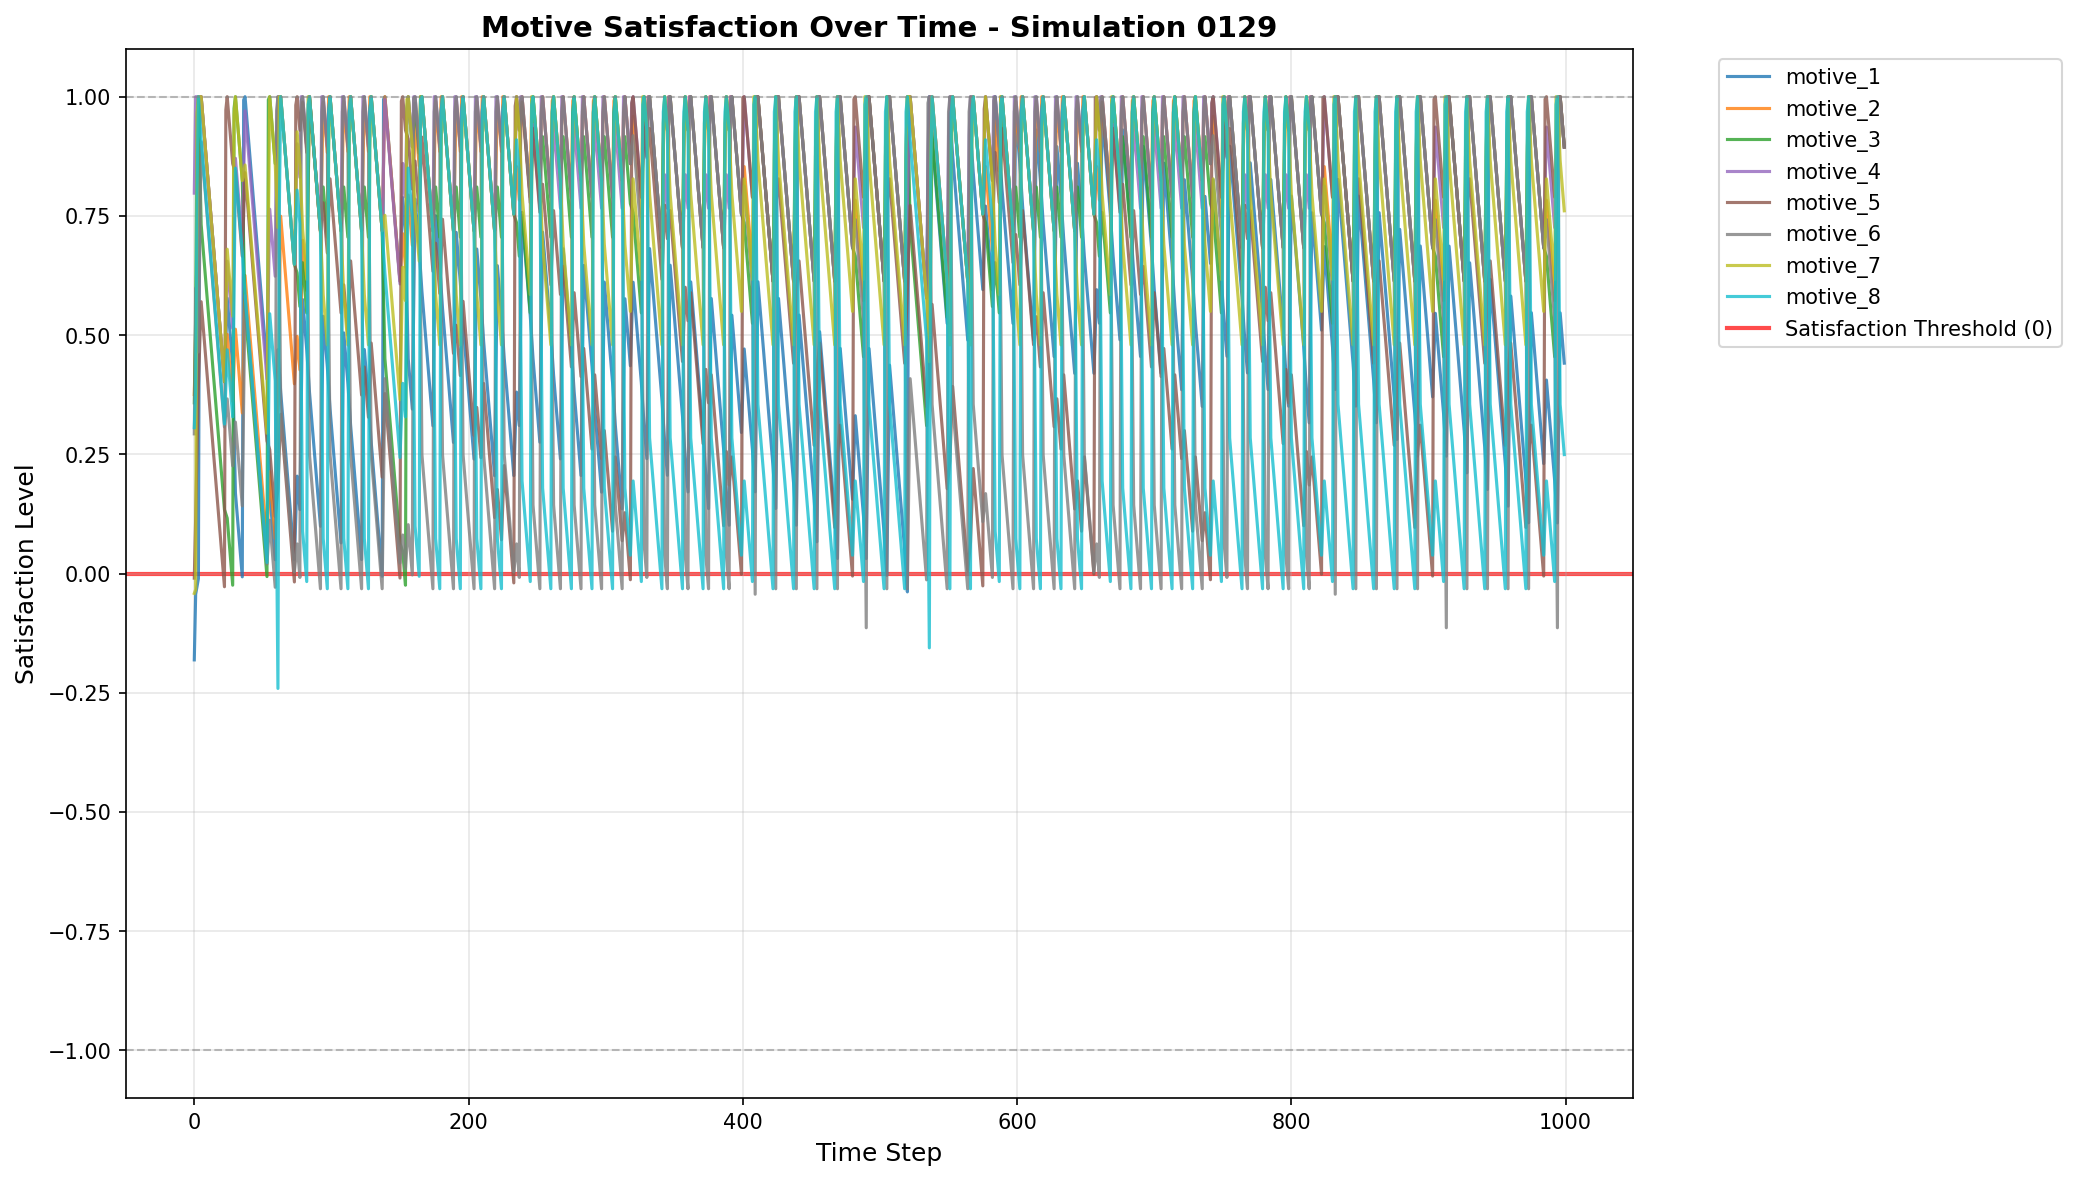 Motive Satisfaction Over Time - Simulation 0129
Satisfaction Level
1.00
0.75
0.50
0.25
0.00
−0.25
−0.50
−0.75
−1.00
0
200
400
600
800
1000
Time Step
motive_1
motive_2
motive_3
motive_4
motive_5
motive_6
motive_7
motive_8
Satisfaction Threshold (0)